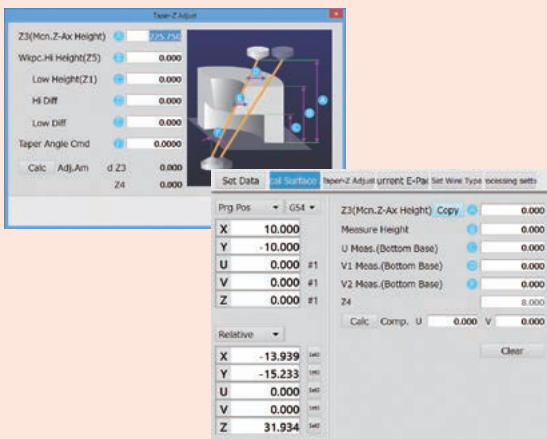 Taper-Z Adjust
Z3(Mcn.Z-Ax Height) 225.750
Wkpc.Hi Height(Z5) 0.000
Low Height(Z1) 0.000
Hi Diff 0.000
Low Diff 0.000
Taper Angle Cmd 0.0000
Calc Adj.Am d Z3 0.000
Z4 0.000
Set Data cal Surface Taper-Z Adjust urrent E-Pac Set Wire Type rocessing setti
Prg Pos G54
X 10.000
Y -10.000
U 0.000 #1
V 10.000 #1
Z 0.000 #1
Relative
X -13.939
Y -15.233
U 0.000
V 0.000
Z 31.934
Z3(Mcn.Z-Ax Height) Copy A 0.000
Measure Height 0.000
U Meas.(Bottom Base) 0.000
V1 Meas.(Bottom Base) 0.000
V2 Meas.(Bottom Base) 0.000
Z4 8.000
Calc Comp. U 0.000 V 0.000
Clear